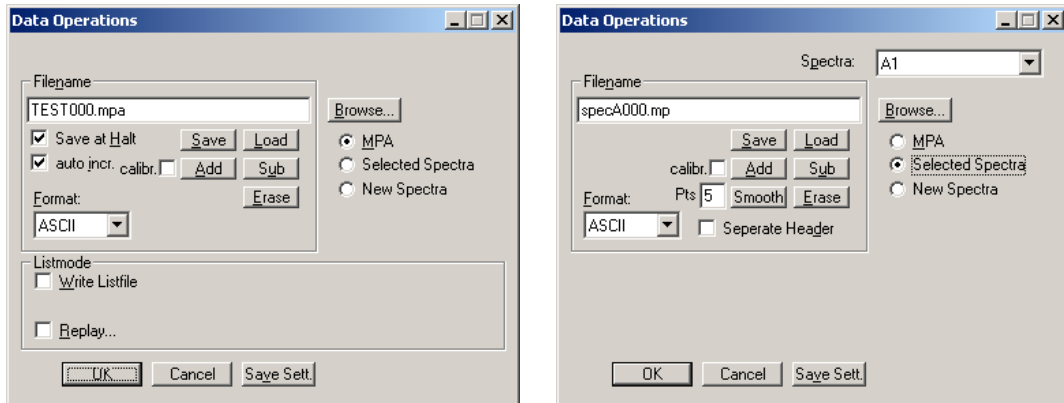 Data Operations
Filename
TEST000.mpa
Browse...
Save at Halt
Save
Load
MPA
auto incr.
calibr.
Add
Sub
Selected Spectra
Erase
New Spectra
Format:
ASCII
Listmode
Write Listfile
Replay...
OK
Cancel
Save Sett.
Data Operations
Spectra:
A1
Filename
specA000.mp
Browse...
Save
Load
MPA
calibr.
Add
Sub
Selected Spectra
Format:
Pts
5
Smooth
Erase
New Spectra
ASCII
Seperate Header
OK
Cancel
Save Sett.